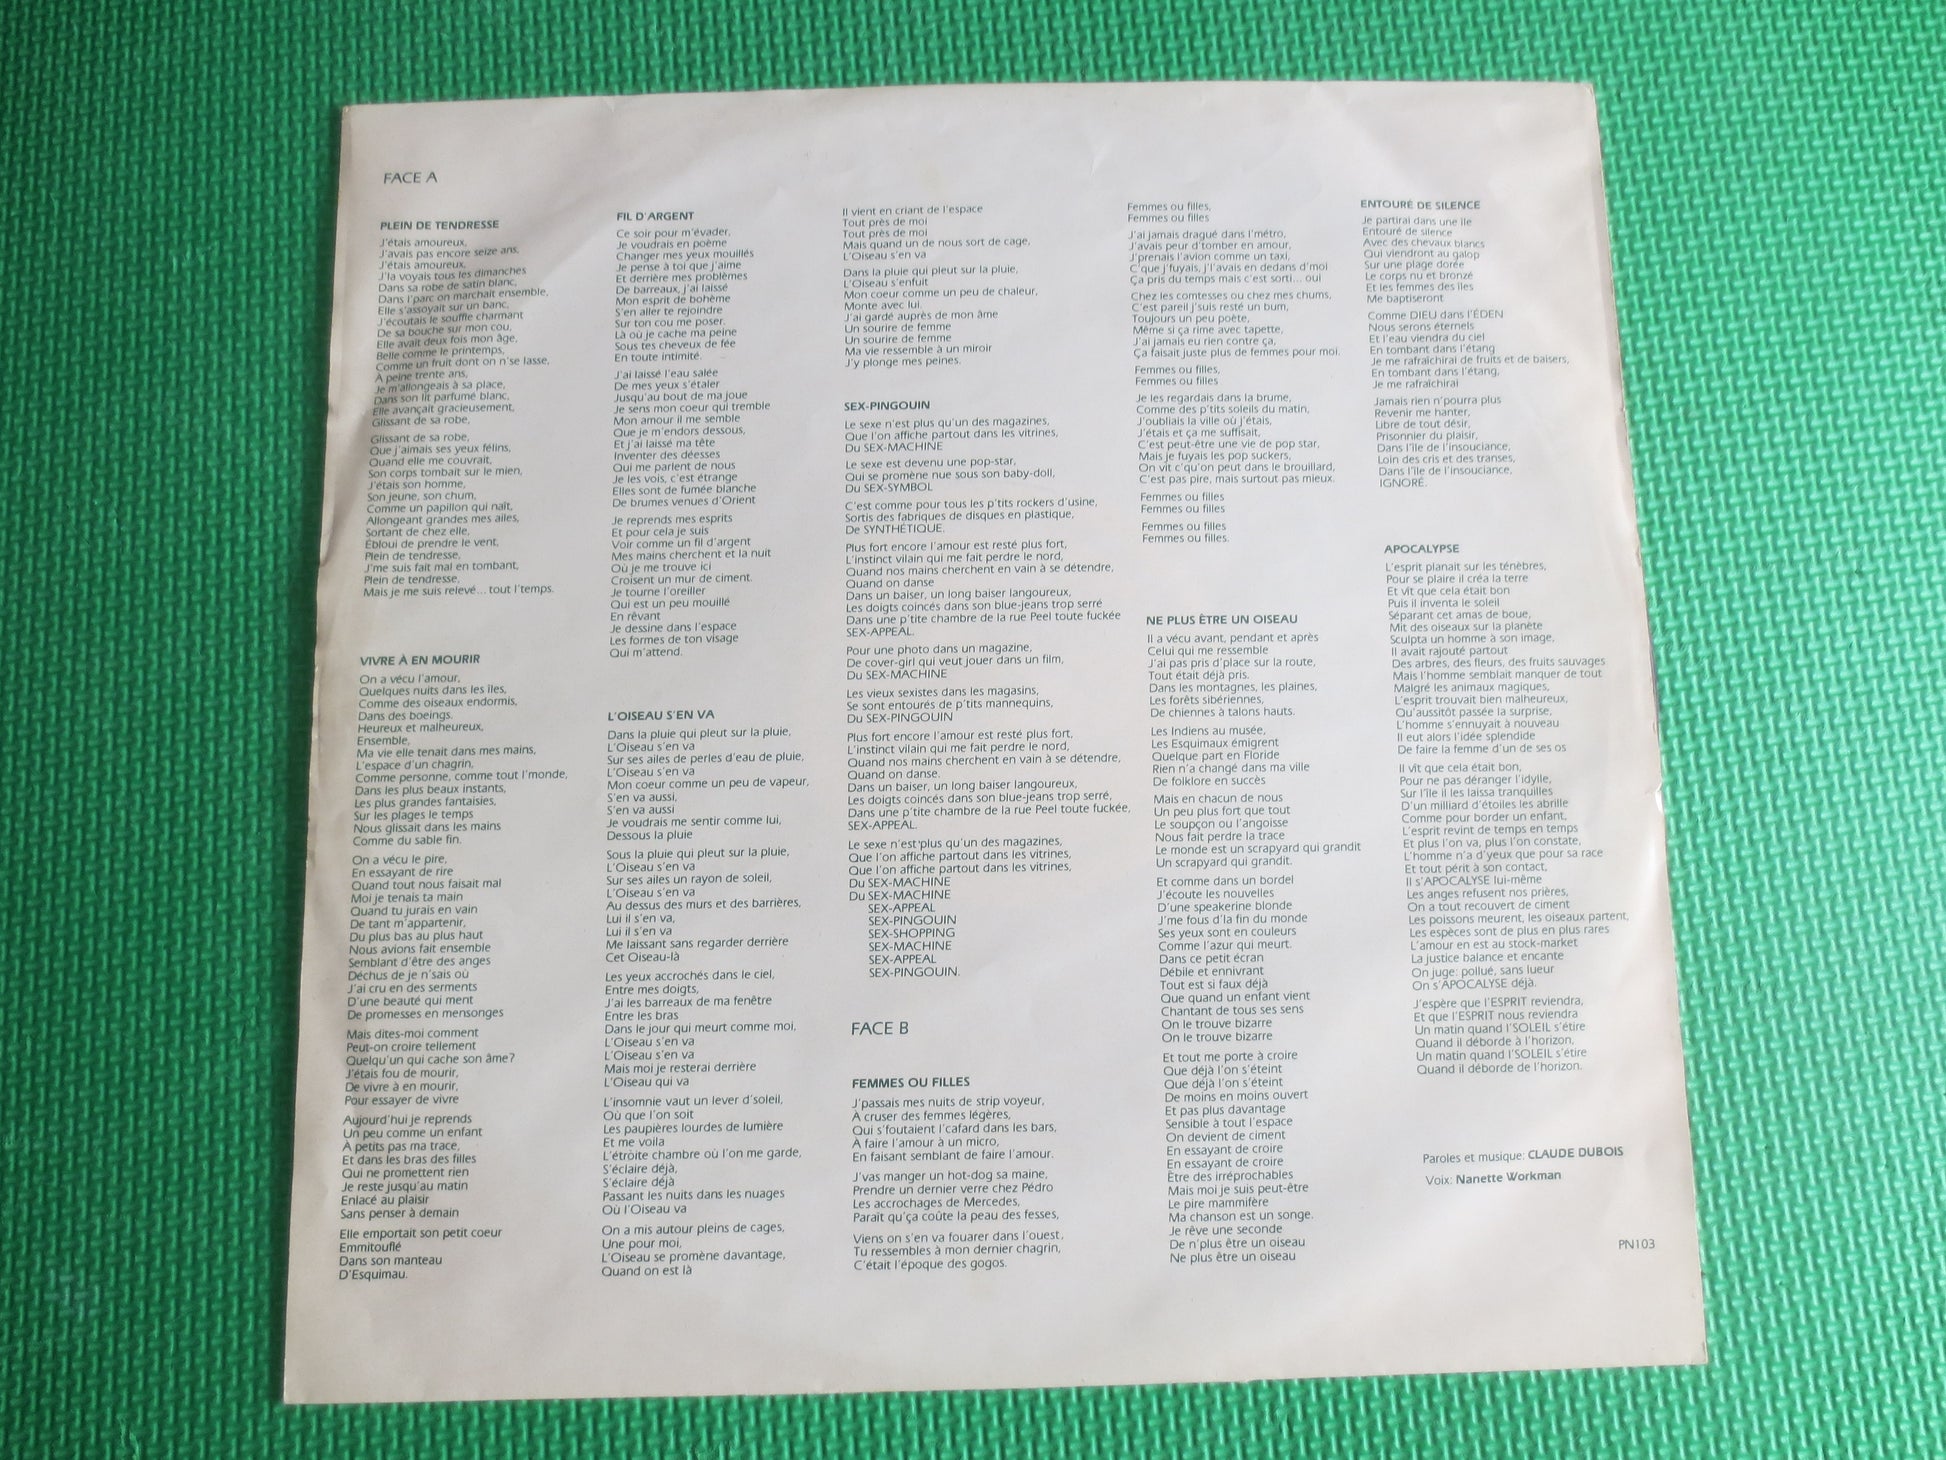 FACE A
PLEIN DE TENDRESSE
J'étais amoureux,
J'avais pas encore seize ans,
J'étais amoureux,
J'la voyais tous les dimanches
Dans sa robe de satin blanc,
Dans l'parc on marchait ensemble,
Elle s'assoyait sur un banc,
J'écoutais le souffle charmant
De sa bouche sur mon cou,
Elle avait deux fois mon âge,
Belle comme le printemps,
Comme un fruit dont on n'se lasse,
À peine trente ans,
Je m'allongeais à sa place,
Dans son lit parfumé blanc,
Elle avançait gracieusement,
Glissant de sa robe,
Glissant de sa robe,
Que j'aimais ses yeux félins,
Quand elle me couvrait,
Son corps tombait sur le mien,
J'étais son homme,
Son jeune, son chum,
Comme un papillon qui naît,
Allongeant grandes mes ailes,
Sortant de chez elle,
Ébloui de prendre le vent,
Plein de tendresse,
J'me suis fait mal en tombant,
Plein de tendresse,
Mais je me suis relevé... tout l'temps.
VIVRE À EN MOURIR
On a vécu l'amour,
Quelques nuits dans les îles,
Comme des oiseaux endormis,
Dans des boeings.
Heureux et malheureux,
Ensemble,
Ma vie elle tenait dans mes mains,
L'espace d'un chagrin,
Comme personne, comme tout l'monde,
Dans les plus beaux instants,
Les plus grandes fantaisies,
Sur les plages le temps
Nous glissait dans les mains
Comme du sable fin.
On a vécu le pire,
En essayant de rire
Quand tout nous faisait mal
Moi je tenais ta main
Quand tu jurais en vain
De tant m'appartenir,
Du plus bas au plus haut
Nous avions fait ensemble
Semblant d'être des anges
Déchus de je n'sais où
J'ai cru en des serments
D'une beauté qui ment
De promesses en mensonges
Mais dites-moi comment
Peut-on croire tellement
Quelqu'un qui cache son âme?
J'étais fou de mourir,
De vivre à en mourir,
Pour essayer de vivre
Aujourd'hui je reprends
Un peu comme un enfant
À petits pas ma trace,
Et dans les bras des filles
Qui ne promettent rien
Je reste jusqu'au matin
Enlacé au plaisir
Sans penser à demain
Elle emportait son petit coeur
Emmitouflé
Dans son manteau
D'Esquimau.
FIL D'ARGENT
Ce soir pour m'évader,
Je voudrais en poème
Changer mes yeux mouillés
Je pense à toi que j'aime
Et derrière mes problèmes
De barreaux, j'ai laissé
Mon esprit de bohème
S'en aller te rejoindre
Sur ton cou me poser.
Là où je cache ma peine
Sous tes cheveux de fée
En toute intimité.
J'ai laissé l'eau salée
De mes yeux s'étaler
Jusqu'au bout de ma joue
Je sens mon coeur qui tremble
Mon amour il me semble
Que je m'endors dessous,
Et j'ai laissé ma tête
Inventer des déesses
Qui me parlent de nous
Je les vois, c'est étrange
Elles sont de fumée blanche
De brumes venues d'Orient
Je reprends mes esprits
Et pour cela je suis
Voir comme un fil d'argent
Mes mains cherchent et la nuit
Où je me trouve ici
Croisent un mur de ciment.
Je tourne l'oreiller
Qui est un peu mouillé
En rêvant
Je dessine dans l'espace
Les formes de ton visage
Qui m'attend.
L'OISEAU S'EN VA
Dans la pluie qui pleut sur la pluie,
L'Oiseau s'en va
Sur ses ailes de perles d'eau de pluie,
L'Oiseau s'en va
Mon coeur comme un peu de vapeur,
S'en va aussi,
S'en va aussi
Je voudrais me sentir comme lui,
Dessous la pluie
Sous la pluie qui pleut sur la pluie,
L'Oiseau s'en va
Sur ses ailes un rayon de soleil,
L'Oiseau s'en va
Au dessus des murs et des barrières,
Lui il s'en va,
Lui il s'en va
Me laissant sans regarder derrière
Cet Oiseau-là
Les yeux accrochés dans le ciel,
Entre mes doigts,
J'ai les barreaux de ma fenêtre
Entre les bras
Dans le jour qui meurt comme moi,
L'Oiseau s'en va
L'Oiseau s'en va
Mais moi je resterai derrière
L'Oiseau qui va
L'insomnie vaut un lever d'soleil,
Où que l'on soit
Les paupières lourdes de lumière
Et me voila
L'étroite chambre où l'on me garde,
S'éclaire déjà,
S'éclaire déjà
Passant les nuits dans les nuages
Où l'Oiseau va
On a mis autour pleins de cages,
Une pour moi,
L'Oiseau se promène davantage,
Quand on est là
Il vient en criant de l'espace
Tout près de moi
Tout près de moi
Mais quand un de nous sort de cage,
L'Oiseau s'en va
Dans la pluie qui pleut sur la pluie,
L'Oiseau s'enfuit
Mon coeur comme un peu de chaleur,
Monte avec lui.
J'ai gardé auprès de mon âme
Un sourire de femme
Un sourire de femme
Ma vie ressemble à un miroir
J'y plonge mes peines.
SEX-PINGOUIN
Le sexe n'est plus qu'un des magazines,
Que l'on affiche partout dans les vitrines,
Du SEX-MACHINE
Le sexe est devenu une pop-star,
Qui se promène nue sous son baby-doll,
Du SEX-SYMBOL
C'est comme pour tous les p'tits rockers d'usine,
Sortis des fabriques de disques en plastique,
De SYNTHÉTIQUE.
Plus fort encore l'amour est resté plus fort,
L'instinct vilain qui me fait perdre le nord,
Quand nos mains cherchent en vain à se détendre,
Quand on danse
Dans un baiser, un long baiser langoureux,
Les doigts coincés dans son blue-jeans trop serré
Dans une p'tite chambre de la rue Peel toute fuckée
SEX-APPEAL.
Pour une photo dans un magazine,
De cover-girl qui veut jouer dans un film,
Du SEX-MACHINE
Les vieux sexistes dans les magasins,
Se sont entourés de p'tits mannequins,
Du SEX-PINGOUIN
Plus fort encore l'amour est resté plus fort,
L'instinct vilain qui me fait perdre le nord,
Quand nos mains cherchent en vain à se détendre,
Quand on danse.
Dans un baiser, un long baiser langoureux,
Les doigts coincés dans son blue-jeans trop serré,
Dans une p'tite chambre de la rue Peel toute fuckée,
SEX-APPEAL.
Le sexe n'est plus qu'un des magazines,
Que l'on affiche partout dans les vitrines,
Que l'on affiche partout dans les vitrines,
Du SEX-MACHINE
Du SEX-MACHINE
SEX-APPEAL
SEX-PINGOUIN
SEX-SHOPPING
SEX-MACHINE
SEX-APPEAL
SEX-PINGOUIN.
FACE B
FEMMES OU FILLES
J'passais mes nuits de strip voyeur,
À cruser des femmes légères,
Qui s'foutaient l'cafard dans les bars,
À faire l'amour à un micro,
En faisant semblant de faire l'amour.
J'vas manger un hot-dog sa maine,
Prendre un dernier verre chez Pédro
Les accrochages de Mercedes,
Parait qu'ça coûte la peau des fesses,
Viens on s'en va fouarer dans l'ouest,
Tu ressembles à mon dernier chagrin,
C'était l'époque des gogos.
Femmes ou filles,
Femmes ou filles
J'ai jamais dragué dans l'métro,
J'avais peur d'tomber en amour,
J'prenais l'avion comme un taxi,
C'que j'fuyais, j'l'avais en dedans d'moi
Ça pris du temps mais c'est sorti... oui
Chez les comtesses ou chez mes chums,
C'est pareil j'suis resté un bum,
Toujours un peu poète,
Même si ça rime avec tapette,
J'ai jamais eu rien contre ça,
Ça faisait juste plus de femmes pour moi.
Femmes ou filles,
Femmes ou filles
Je les regardais dans la brume,
Comme des p'tits soleils du matin,
J'oubliais la ville où j'étais,
J'étais et ça me suffisait,
C'est peut-être une vie de pop star,
Mais je fuyais les pop suckers,
On vit c'qu'on peut dans le brouillard,
C'est pas pire, mais surtout pas mieux.
Femmes ou filles
Femmes ou filles
Femmes ou filles
Femmes ou filles.
NE PLUS ÊTRE UN OISEAU
Il a vécu avant, pendant et après
Celui qui me ressemble
J'ai pas pris d'place sur la route,
Tout était déjà pris.
Dans les montagnes, les plaines,
Les forêts sibériennes,
De chiennes à talons hauts.
Les Indiens au musée,
Les Esquimaux émigrent
Quelque part en Floride
Rien n'a changé dans ma ville
De folklore en succès
Mais en chacun de nous
Un peu plus fort que tout
Le soupçon ou l'angoisse
Nous fait perdre la trace
Le monde est un scrapyard qui grandit
Un scrapyard qui grandit.
Et comme dans un bordel
J'écoute les nouvelles
D'une speakerine blonde
J'me fous d'la fin du monde
Ses yeux sont en couleurs
Comme l'azur qui meurt.
Dans ce petit écran
Débile et ennivrant
Tout est si faux déjà
Que quand un enfant vient
Chantant de tous ses sens
On le trouve bizarre
On le trouve bizarre
Et tout me porte à croire
Que déjà l'on s'éteint
Que déjà l'on s'éteint
De moins en moins ouvert
Et pas plus davantage
Sensible à tout l'espace
On devient de ciment
En essayant de croire
En essayant de croire
Être des irréprochables
Mais moi je suis peut-être
Le pire mammifère
Ma chanson est un songe.
Je rêve une seconde
De n'plus être un oiseau
Ne plus être un oiseau
ENTOURÉ DE SILENCE
Je partirai dans une île
Entouré de silence
Avec des chevaux blancs
Qui viendront au galop
Sur une plage dorée
Le corps nu et bronzé
Et les femmes des îles
Me baptiseront
Comme DIEU dans l'ÉDEN
Nous serons éternels
Et l'eau viendra du ciel
En tombant dans l'étang
Je me rafraîchirai de fruits et de baisers,
En tombant dans l'étang,
Je me rafraîchirai
Jamais rien n'pourra plus
Revenir me hanter,
Libre de tout désir,
Prisonnier du plaisir,
Dans l'île de l'insouciance,
Loin des cris et des transes,
Dans l'île de l'insouciance,
IGNORÉ.
APOCALYPSE
L'esprit planait sur les ténèbres,
Pour se plaire il créa la terre
Et vît que cela était bon
Puis il inventa le soleil
Séparant cet amas de boue,
Mit des oiseaux sur la planète
Sculpta un homme à son image,
Il avait rajouté partout
Des arbres, des fleurs, des fruits sauvages
Mais l'homme semblait manquer de tout
Malgré les animaux magiques,
L'esprit trouvait bien malheureux,
Qu'aussitôt passée la surprise,
L'homme s'ennuyait à nouveau
Il eut alors l'idée splendide
De faire la femme d'un de ses os
Il vît que cela était bon,
Pour ne pas déranger l'idylle,
Sur l'île il les laissa tranquilles
D'un milliard d'étoiles les abrille
Comme pour border un enfant,
L'esprit revint de temps en temps
Et plus l'on va, plus l'on constate,
L'homme n'a d'yeux que pour sa race
Et tout périt à son contact,
Il s'APOCALYPSE lui-même
Les anges refusent nos prières,
On a tout recouvert de ciment
Les poissons meurent, les oiseaux partent,
Les espèces sont de plus en plus rares
L'amour en est au stock-market
La justice balance et encante
On juge: pollué, sans lueur
On s'APOCALYPSE déjà.
J'espère que l'ESPRIT reviendra,
Et que l'ESPRIT nous reviendra
Un matin quand l'SOLEIL s'étire
Quand il déborde à l'horizon,
Un matin quand l'SOLEIL s'étire
Quand il déborde de l'horizon.
Paroles et musique: CLAUDE DUBOIS
Voix: Nanette Workman
PN103